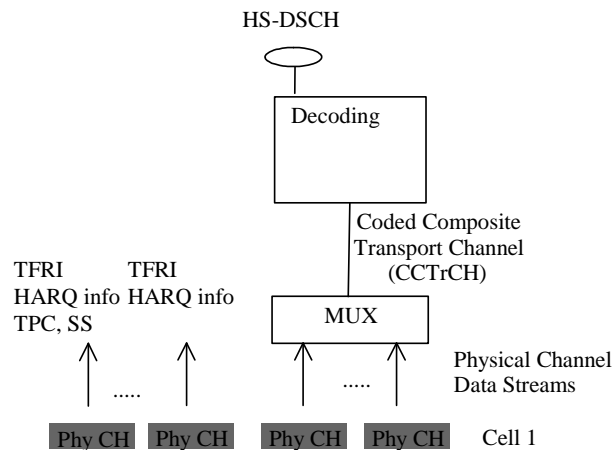 HS-DSCH
Decoding
Coded Composite
Transport Channel
(CCTrCH)
TFRI
HARQ info
TPC, SS
TFRI
HARQ info
MUX
.....
.....
Physical Channel
Data Streams
Phy CH
Phy CH
Phy CH
Phy CH
Cell 1